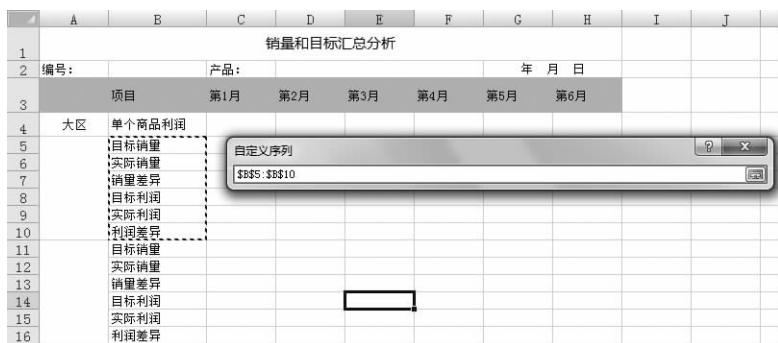 A B C D E F G H I J
1 销量和目标汇总分析
2 编号： 产品： 年 月 日
3 项目 第1月 第2月 第3月 第4月 第5月 第6月
4 大区 单个商品利润
5 目标销量
6 实际销量
7 销量差异
8 目标利润
9 实际利润
10 利润差异
11 目标销量
12 实际销量
13 销量差异
14 目标利润
15 实际利润
16 利润差异
自定义序列
$B$5:$B$10